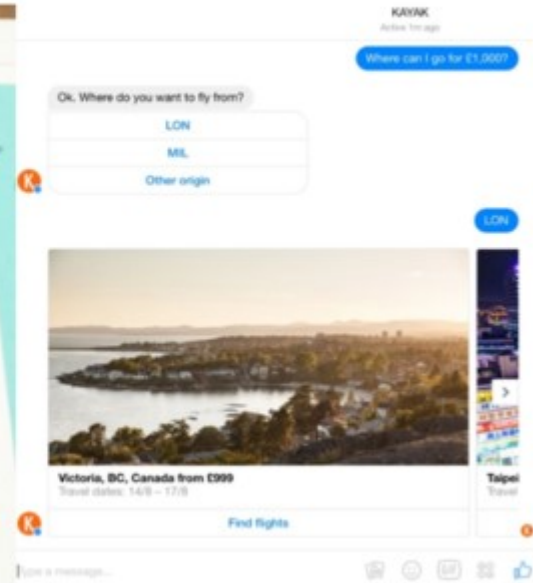 KAYAK
Active 1m ago
Where can I go for £1,000?
Ok. Where do you want to fly from?
LON
MIL
Other origin
K
LON
Victoria, BC, Canada from £999
Travel dates: 14/8 – 17/8
Find flights
Taipei
Travel
K
Type a message...
GIF